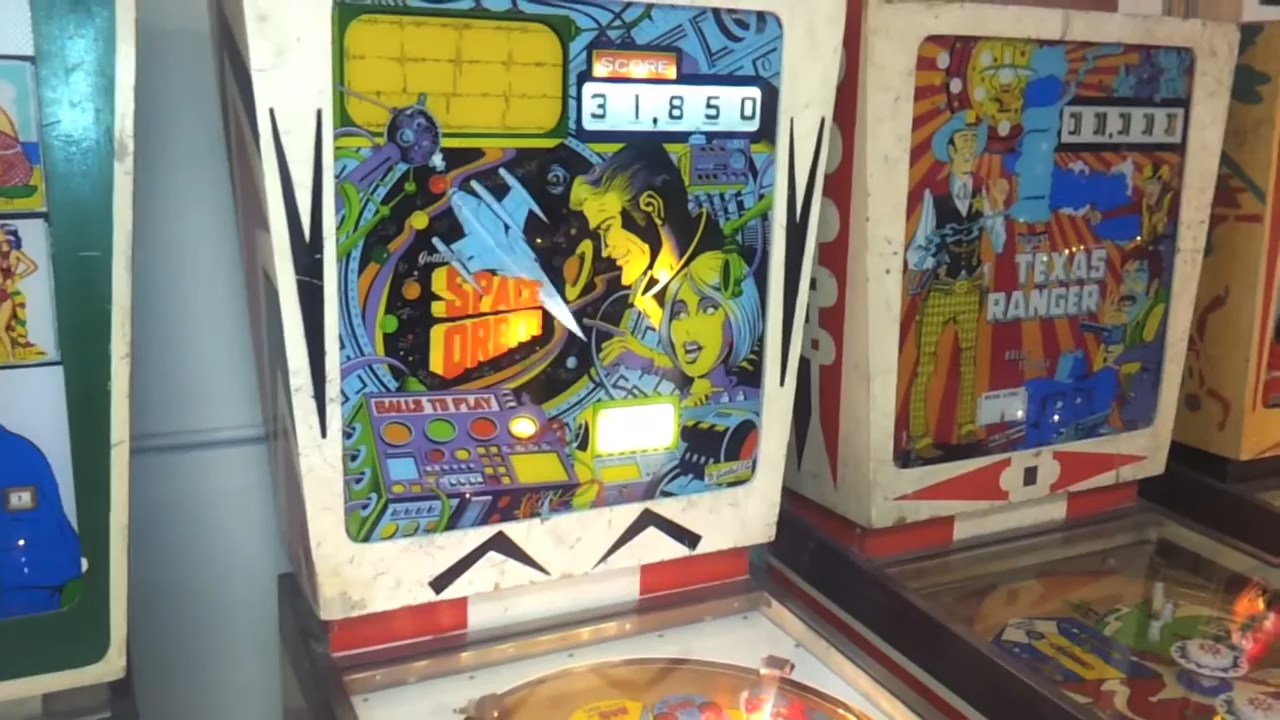 SCORE
31,850
Gottlieb
SPACE
ORBIT
BALLS TO PLAY
TEXAS
RANGER